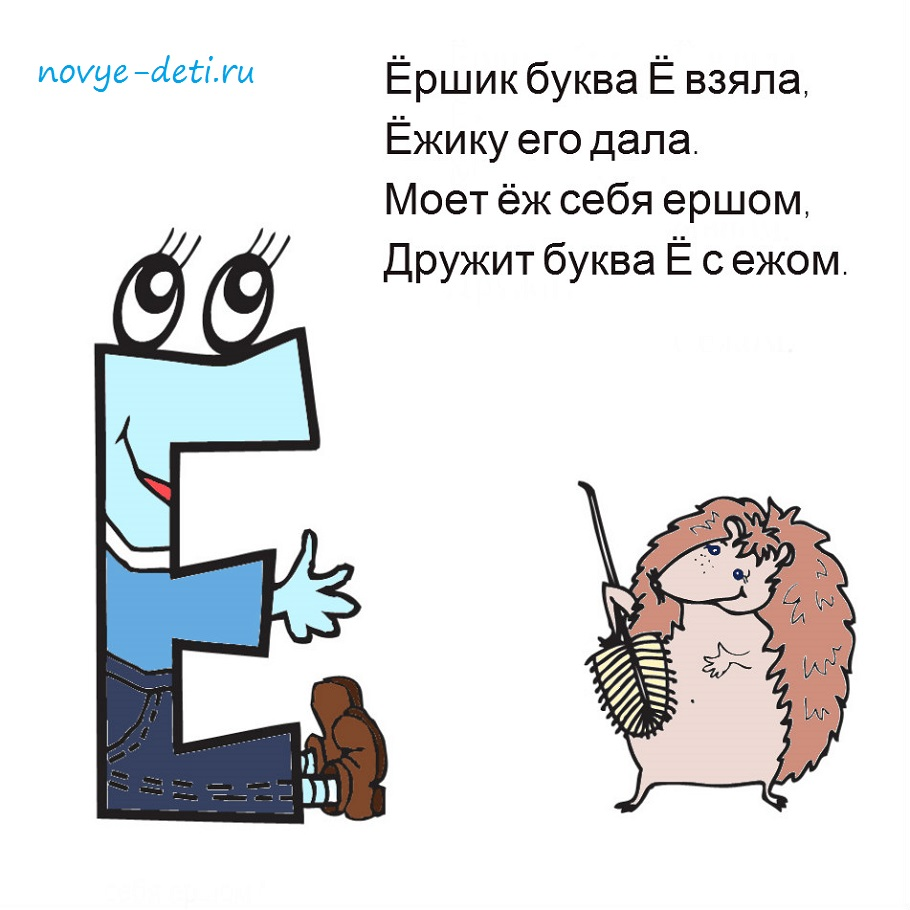 novye-deti.ru
Ёршик буква Ё взяла,
Ёжику его дала.
Моет ёж себя ершом,
Дружит буква Ё с ежом.